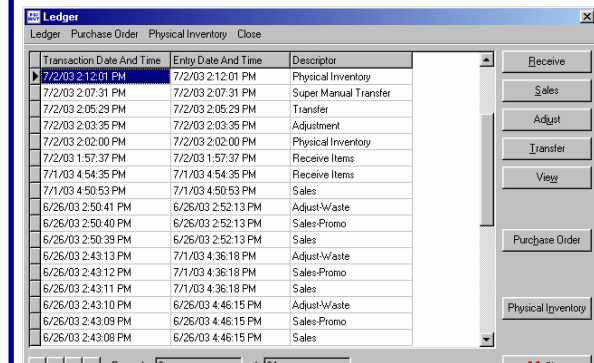 Ledger
Ledger Purchase Order Physical Inventory Close
Transaction Date And Time Entry Date And Time Descriptor
7/2/03 2:12:01 PM 7/2/03 2:12:01 PM Physical Inventory
7/2/03 2:07:31 PM 7/2/03 2:07:31 PM Super Manual Transfer
7/2/03 2:05:29 PM 7/2/03 2:05:29 PM Transfer
7/2/03 2:03:35 PM 7/2/03 2:03:35 PM Adjustment
7/2/03 2:02:00 PM 7/2/03 2:02:00 PM Physical Inventory
7/2/03 1:57:37 PM 7/2/03 1:57:37 PM Receive Items
7/1/03 4:54:35 PM 7/1/03 4:54:35 PM Receive Items
7/1/03 4:50:53 PM 7/1/03 4:50:53 PM Sales
6/26/03 2:50:41 PM 6/26/03 2:52:13 PM Adjust-Waste
6/26/03 2:50:40 PM 6/26/03 2:52:13 PM Sales-Promo
6/26/03 2:50:39 PM 6/26/03 2:52:13 PM Sales
6/26/03 2:43:13 PM 7/1/03 4:36:18 PM Adjust-Waste
6/26/03 2:43:12 PM 7/1/03 4:36:18 PM Sales-Promo
6/26/03 2:43:11 PM 7/1/03 4:36:18 PM Sales
6/26/03 2:43:10 PM 6/26/03 4:46:15 PM Adjust-Waste
6/26/03 2:43:09 PM 6/26/03 4:46:15 PM Sales-Promo
6/26/03 2:43:08 PM 6/26/03 4:46:15 PM Sales
Receive
Sales
Adjust
Transfer
View
Purchase Order
Physical Inventory